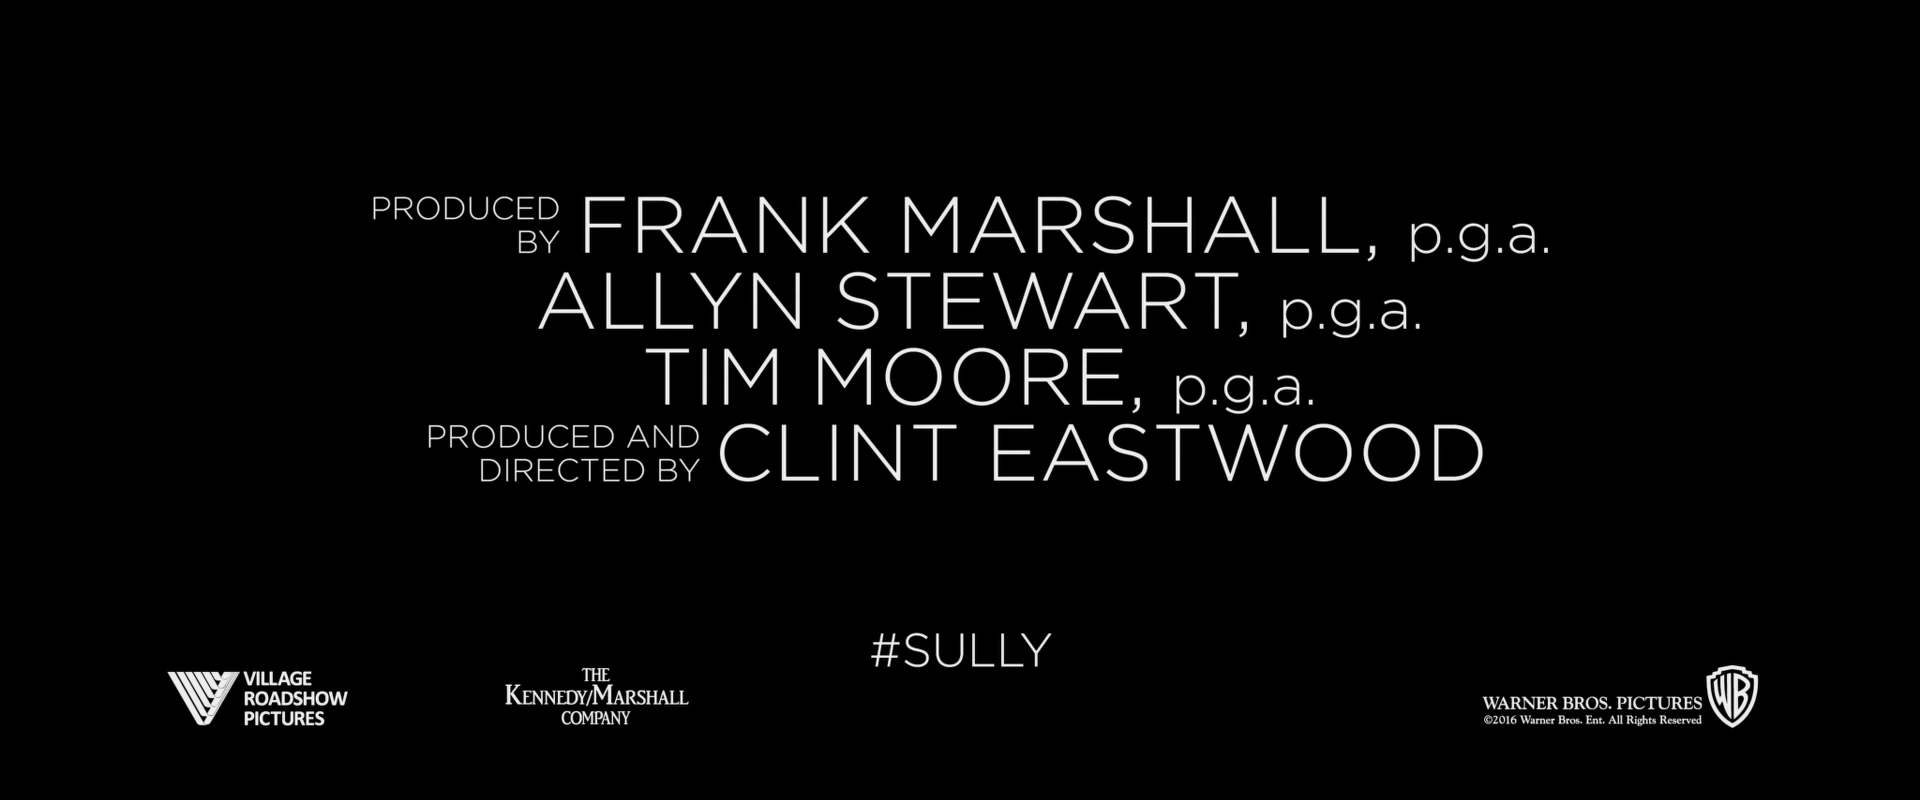 PRODUCED BY FRANK MARSHALL, p.g.a.
ALLYN STEWART, p.g.a.
TIM MOORE, p.g.a.
PRODUCED AND DIRECTED BY CLINT EASTWOOD
#SULLY
VILLAGE
ROADSHOW
PICTURES
THE
KENNEDY/MARSHALL
COMPANY
WARNER BROS. PICTURES
©2016 Warner Bros. Ent. All Rights Reserved
WB